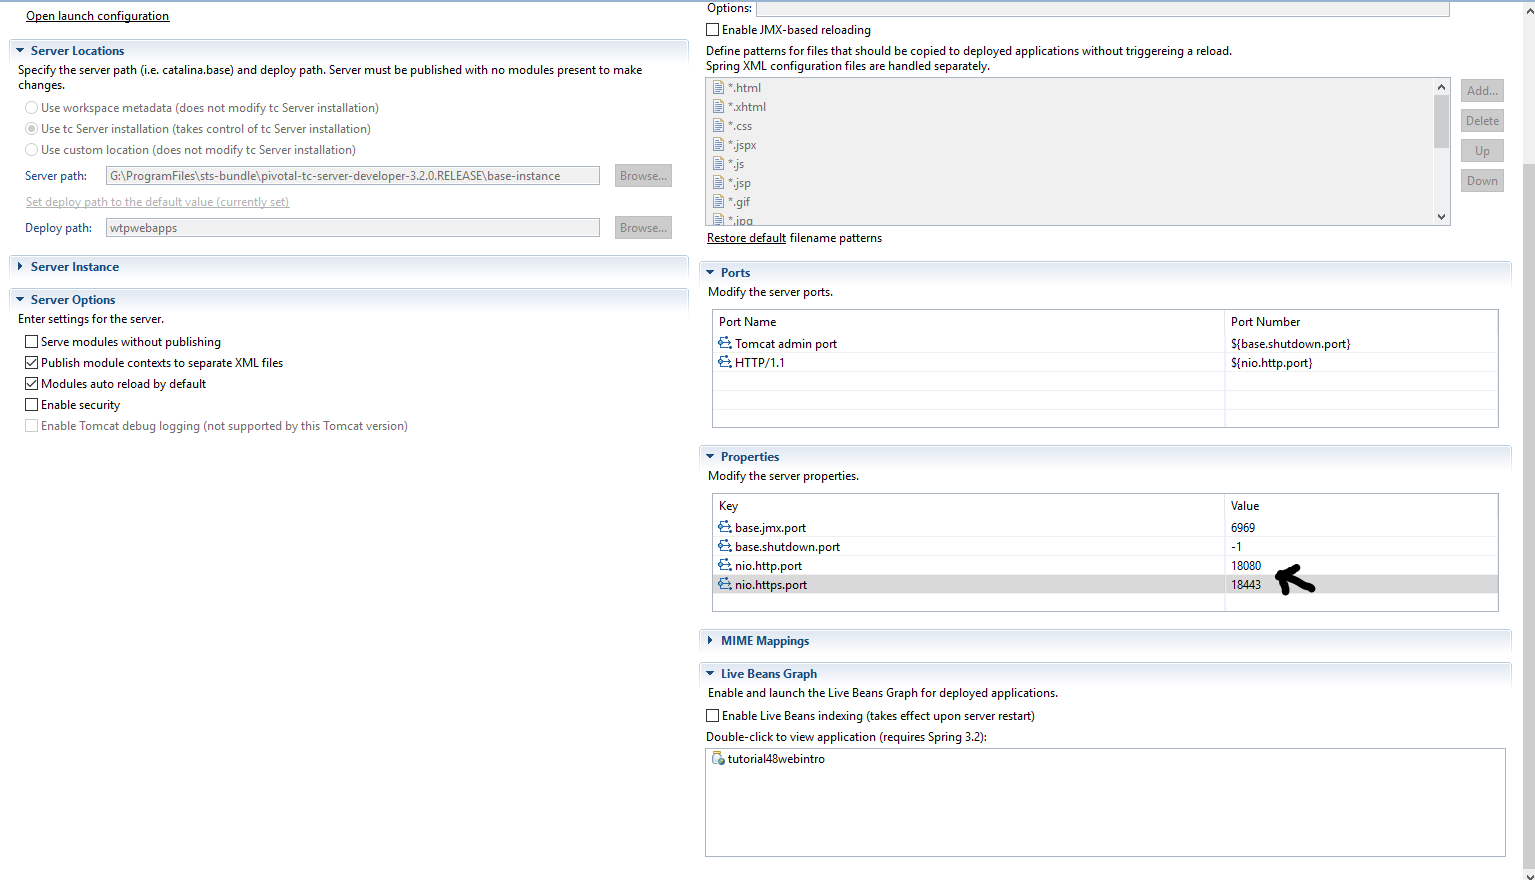 Open launch configuration
Server Locations
Specify the server path (i.e. catalina.base) and deploy path. Server must be published with no modules present to make
changes.
Use workspace metadata (does not modify tc Server installation)
Use tc Server installation (takes control of tc Server installation)
Use custom location (does not modify tc Server installation)
Server path: G:\ProgramFiles\sts-bundle\pivotal-tc-server-developer-3.2.0.RELEASE\base-instance Browse...
Set deploy path to the default value (currently set)
Deploy path: wtpwebapps Browse...
Server Instance
Server Options
Enter settings for the server.
Serve modules without publishing
Publish module contexts to separate XML files
Modules auto reload by default
Enable security
Enable Tomcat debug logging (not supported by this Tomcat version)
Options:
Enable JMX-based reloading
Define patterns for files that should be copied to deployed applications without triggereing a reload.
Spring XML configuration files are handled separately.
*.html
*.xhtml
*.css
*.jspx
*.js
*.jsp
*.gif
*.jpg
Add...
Delete
Up
Down
Restore default filename patterns
Ports
Modify the server ports.
Port Name Port Number
Tomcat admin port ${base.shutdown.port}
HTTP/1.1 ${nio.http.port}
Properties
Modify the server properties.
Key Value
base.jmx.port 6969
base.shutdown.port -1
nio.http.port 18080
nio.https.port 18443
MIME Mappings
Live Beans Graph
Enable and launch the Live Beans Graph for deployed applications.
Enable Live Beans indexing (takes effect upon server restart)
Double-click to view application (requires Spring 3.2):
tutorial48webintro